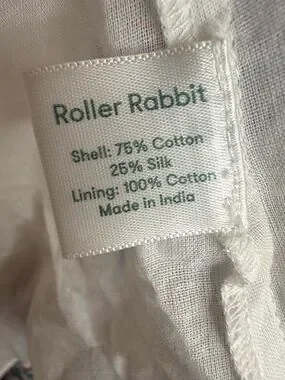 Roller Rabbit
Shell: 75% Cotton
25% Silk
Lining: 100% Cotton
Made in India